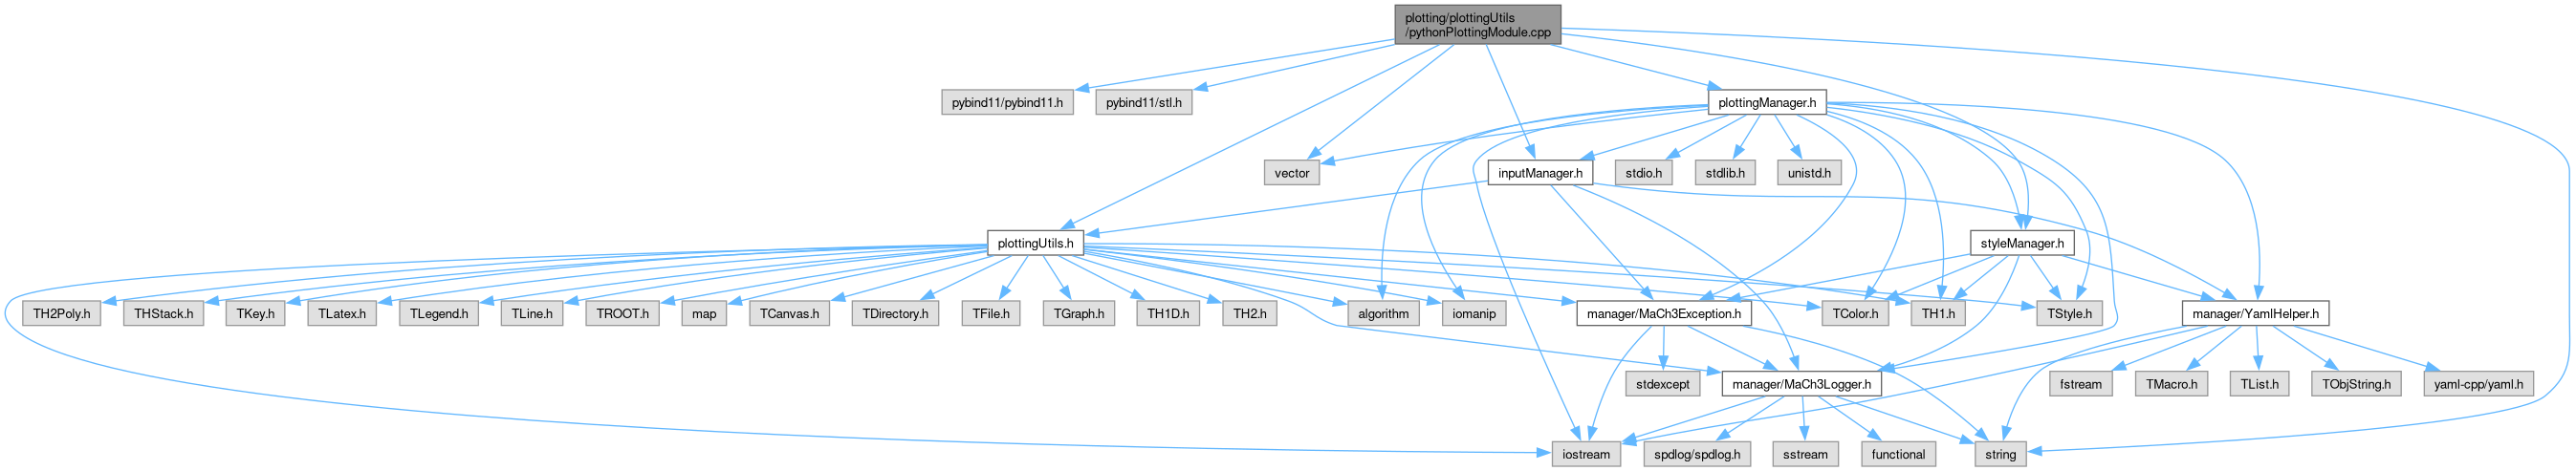 plotting/plottingUtils
/pythonPlottingModule.cpp
pybind11/pybind11.h
pybind11/stl.h
plottingManager.h
vector
inputManager.h
stdio.h
stdlib.h
unistd.h
plottingUtils.h
styleManager.h
TH2Poly.h
THStack.h
TKey.h
TLatex.h
TLegend.h
TLine.h
TROOT.h
map
TCanvas.h
TDirectory.h
TFile.h
TGraph.h
TH1D.h
TH2.h
algorithm
iomanip
manager/MaCh3Exception.h
TColor.h
TH1.h
TStyle.h
manager/YamlHelper.h
stdexcept
manager/MaCh3Logger.h
fstream
TMacro.h
TList.h
TObjString.h
yaml-cpp/yaml.h
iostream
spdlog/spdlog.h
sstream
functional
string